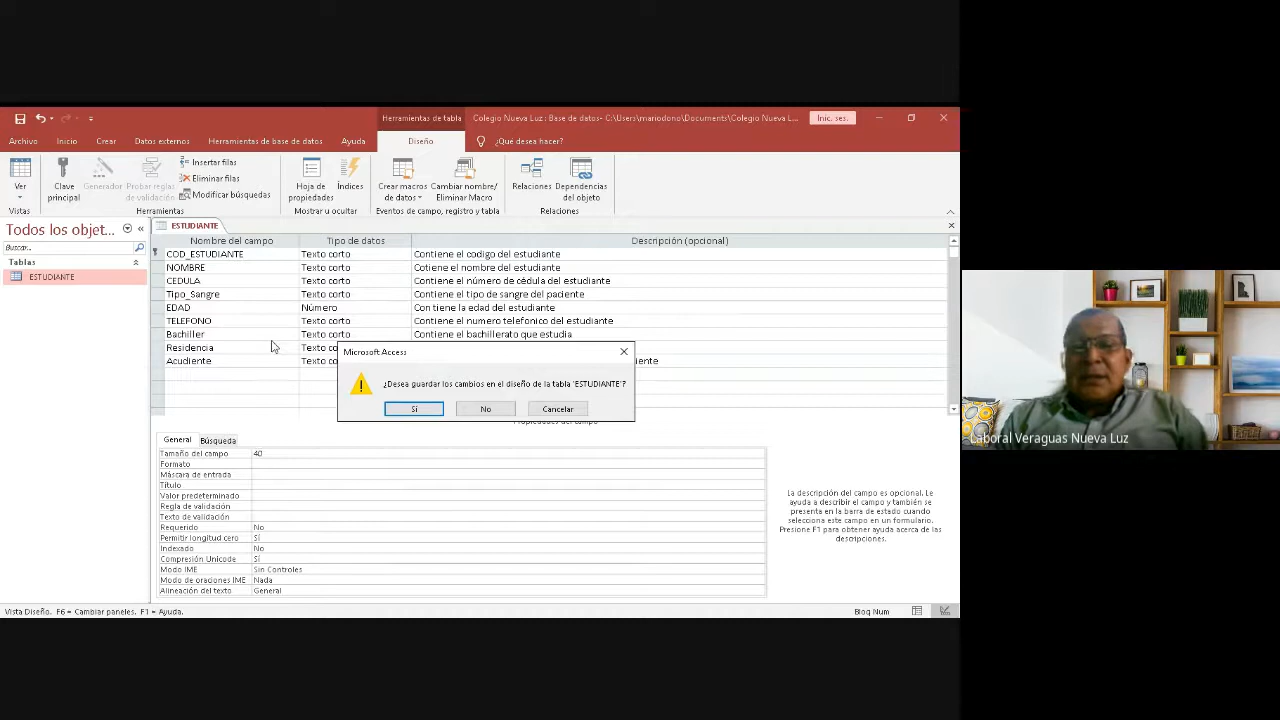 Herramientas de tabla
Colegio Nueva Luz : Base de datos- C:\Users\mariodono\Documents\Colegio Nueva L...
Inic. ses.
Archivo Inicio Crear Datos externos Herramientas de base de datos Ayuda Diseño ¿Qué desea hacer?
Ver
Clave principal
Generador
Probar reglas de validación
Insertar filas
Eliminar filas
Modificar búsquedas
Hoja de propiedades
Índices
Crear macros de datos
Cambiar nombre/ Eliminar Macro
Relaciones
Dependencias del objeto
Vistas Herramientas Mostrar u ocultar Eventos de campo, registro y tabla Relaciones
Todos los objet...
Buscar...
Tablas
ESTUDIANTE
ESTUDIANTE
Nombre del campo Tipo de datos Descripción (opcional)
COD_ESTUDIANTE Texto corto Contiene el codigo del estudiante
NOMBRE Texto corto Cotiene el nombre del estudiante
CEDULA Texto corto Contiene el número de cédula del estudiante
Tipo_Sangre Texto corto Contiene el tipo de sangre del paciente
EDAD Número Con tiene la edad del estudiante
TELEFONO Texto corto Contiene el numero telefonico del estudiante
Bachiller Texto corto Contiene el bachillerato que estudia
Residencia Texto co
Acudiente Texto co iente
Microsoft Access
¿Desea guardar los cambios en el diseño de la tabla 'ESTUDIANTE'?
Sí No Cancelar
General Búsqueda
Tamaño del campo 40
Formato
Máscara de entrada
Título
Valor predeterminado
Regla de validación
Texto de validación
Requerido No
Permitir longitud cero Sí
Indexado No
Compresión Unicode Sí
Modo IME Sin Controles
Modo de oraciones IME Nada
Alineación del texto General
La descripción del campo es opcional. Le
ayuda a describir el campo y también se
presenta en la barra de estado cuando
selecciona este campo en un formulario.
Presione F1 para obtener ayuda acerca de las
descripciones.
Vista Diseño. F6 = Cambiar paneles. F1 = Ayuda.
Bloq Num
Laboral Veraguas Nueva Luz